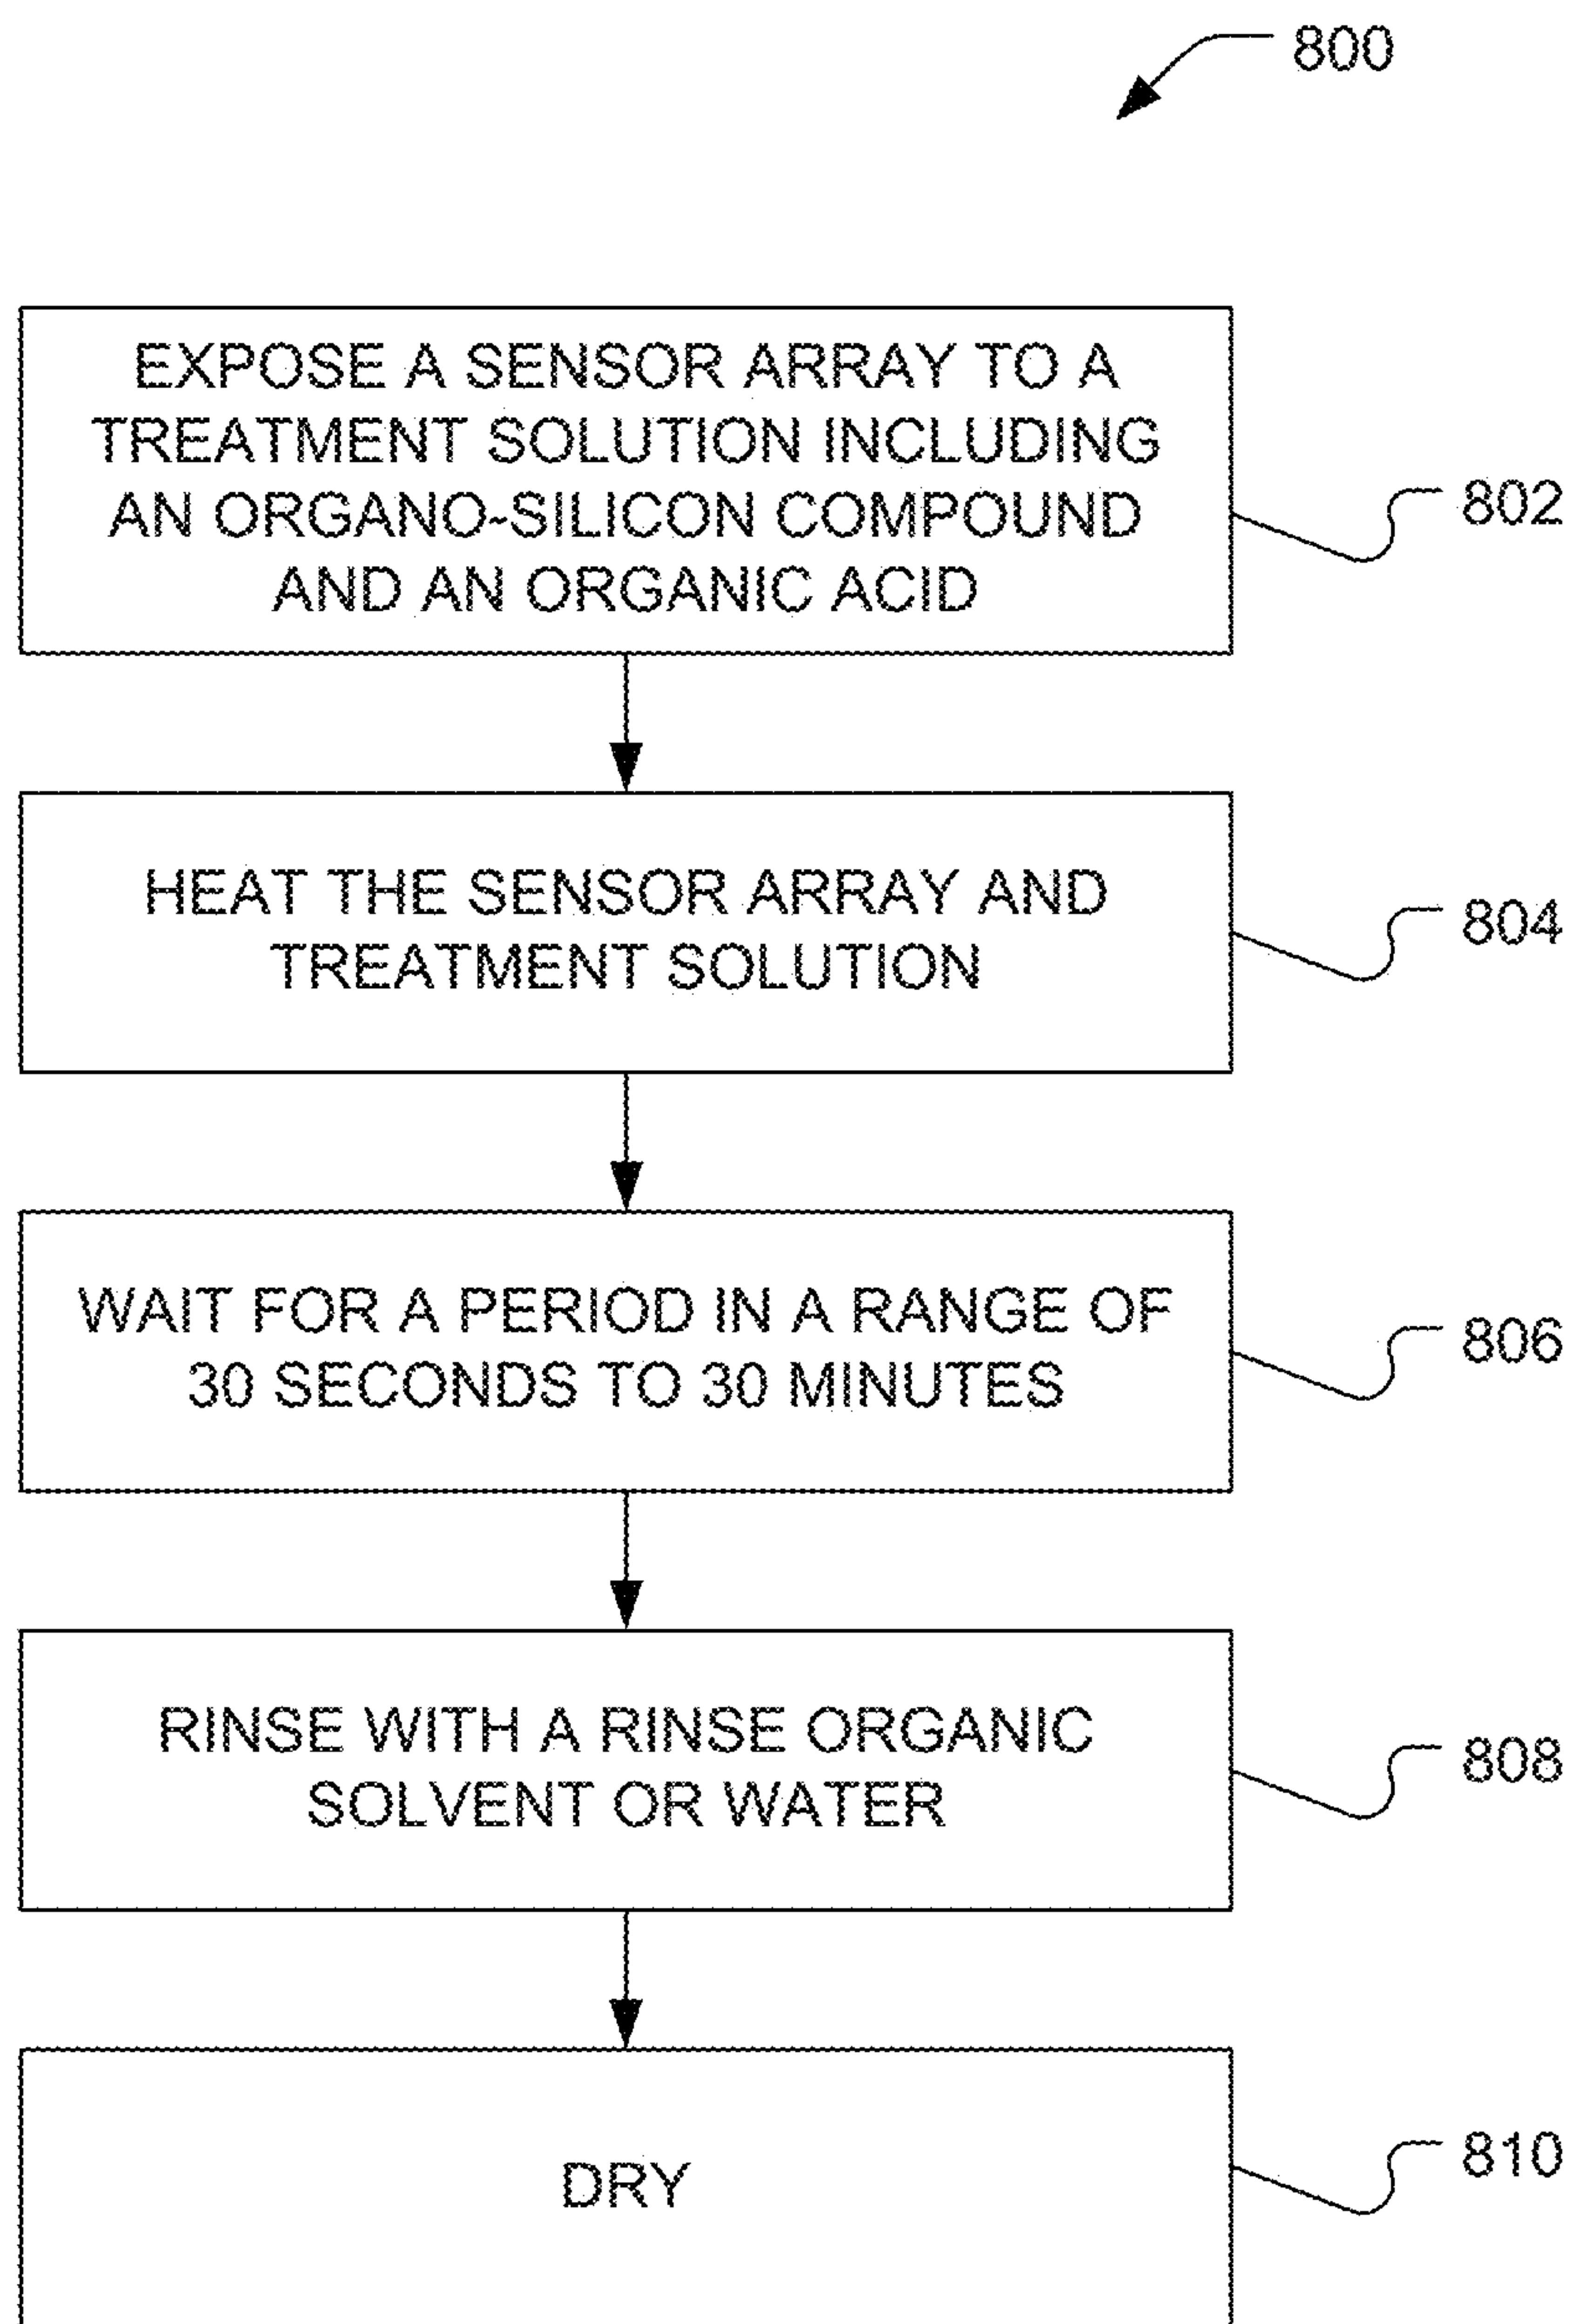 800
EXPOSE A SENSOR ARRAY TO A
TREATMENT SOLUTION INCLUDING
AN ORGANO-SILICON COMPOUND
AND AN ORGANIC ACID
802
HEAT THE SENSOR ARRAY AND
TREATMENT SOLUTION
804
WAIT FOR A PERIOD IN A RANGE OF
30 SECONDS TO 30 MINUTES
806
RINSE WITH A RINSE ORGANIC
SOLVENT OR WATER
808
DRY
810